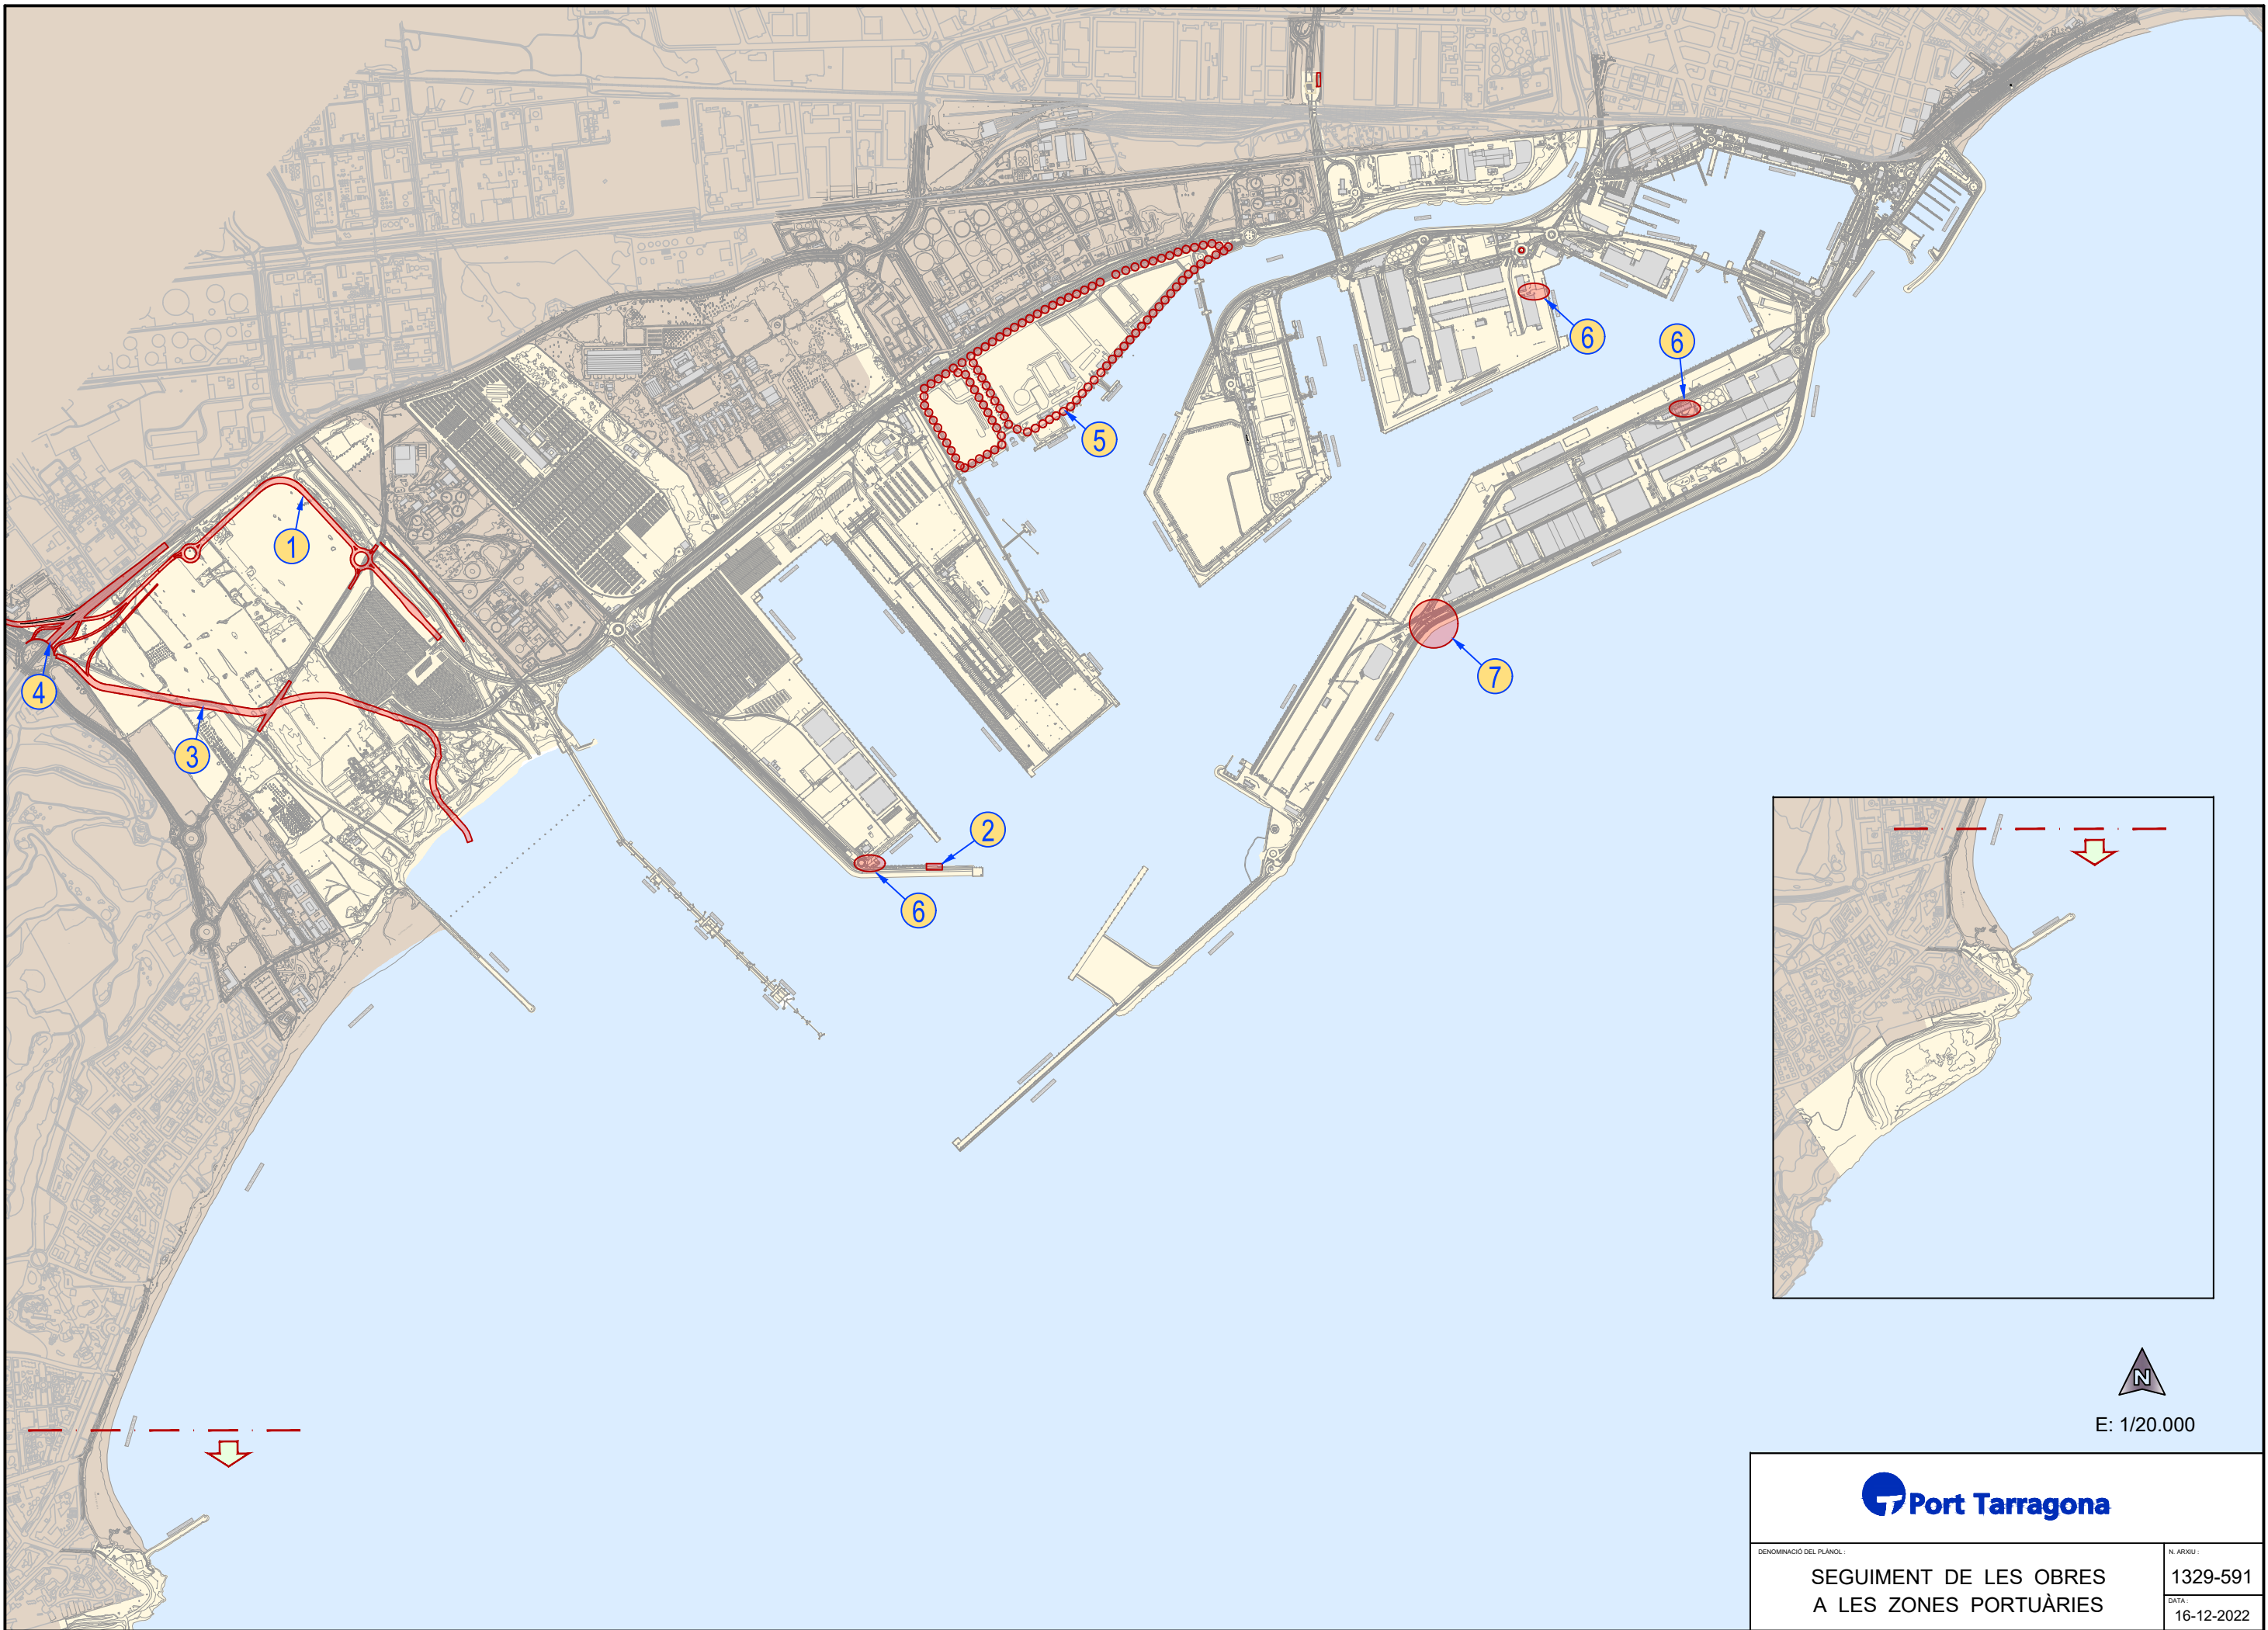 1
2
3
4
5
6
6
6
7
N
E: 1/20.000
Port Tarragona
DENOMINACIÓ DEL PLÀNOL :
SEGUIMENT DE LES OBRES
A LES ZONES PORTUÀRIES
N. ARXIU :
1329-591
DATA :
16-12-2022